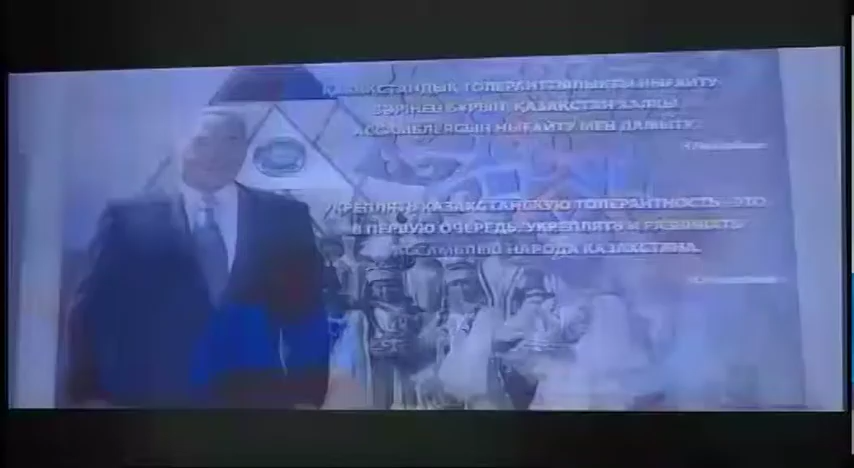 ҚАЗАҚСТАНДЫҚ ТОЛЕРАНТТЫЛЫҚТЫ НЫҒАЙТУ
БӘРІНЕН БҰРЫН, ҚАЗАҚСТАН ХАЛҚЫ
АССАМБЛЕЯСЫН НЫҒАЙТУ МЕН ДАМЫТУ.
УКРЕПЛЯТЬ КАЗАХСТАНСКУЮ ТОЛЕРАНТНОСТЬ - ЭТО
В ПЕРВУЮ ОЧЕРЕДЬ, УКРЕПЛЯТЬ И РАЗВИВАТЬ
АССАМБЛЕЮ НАРОДА КАЗАХСТАНА.